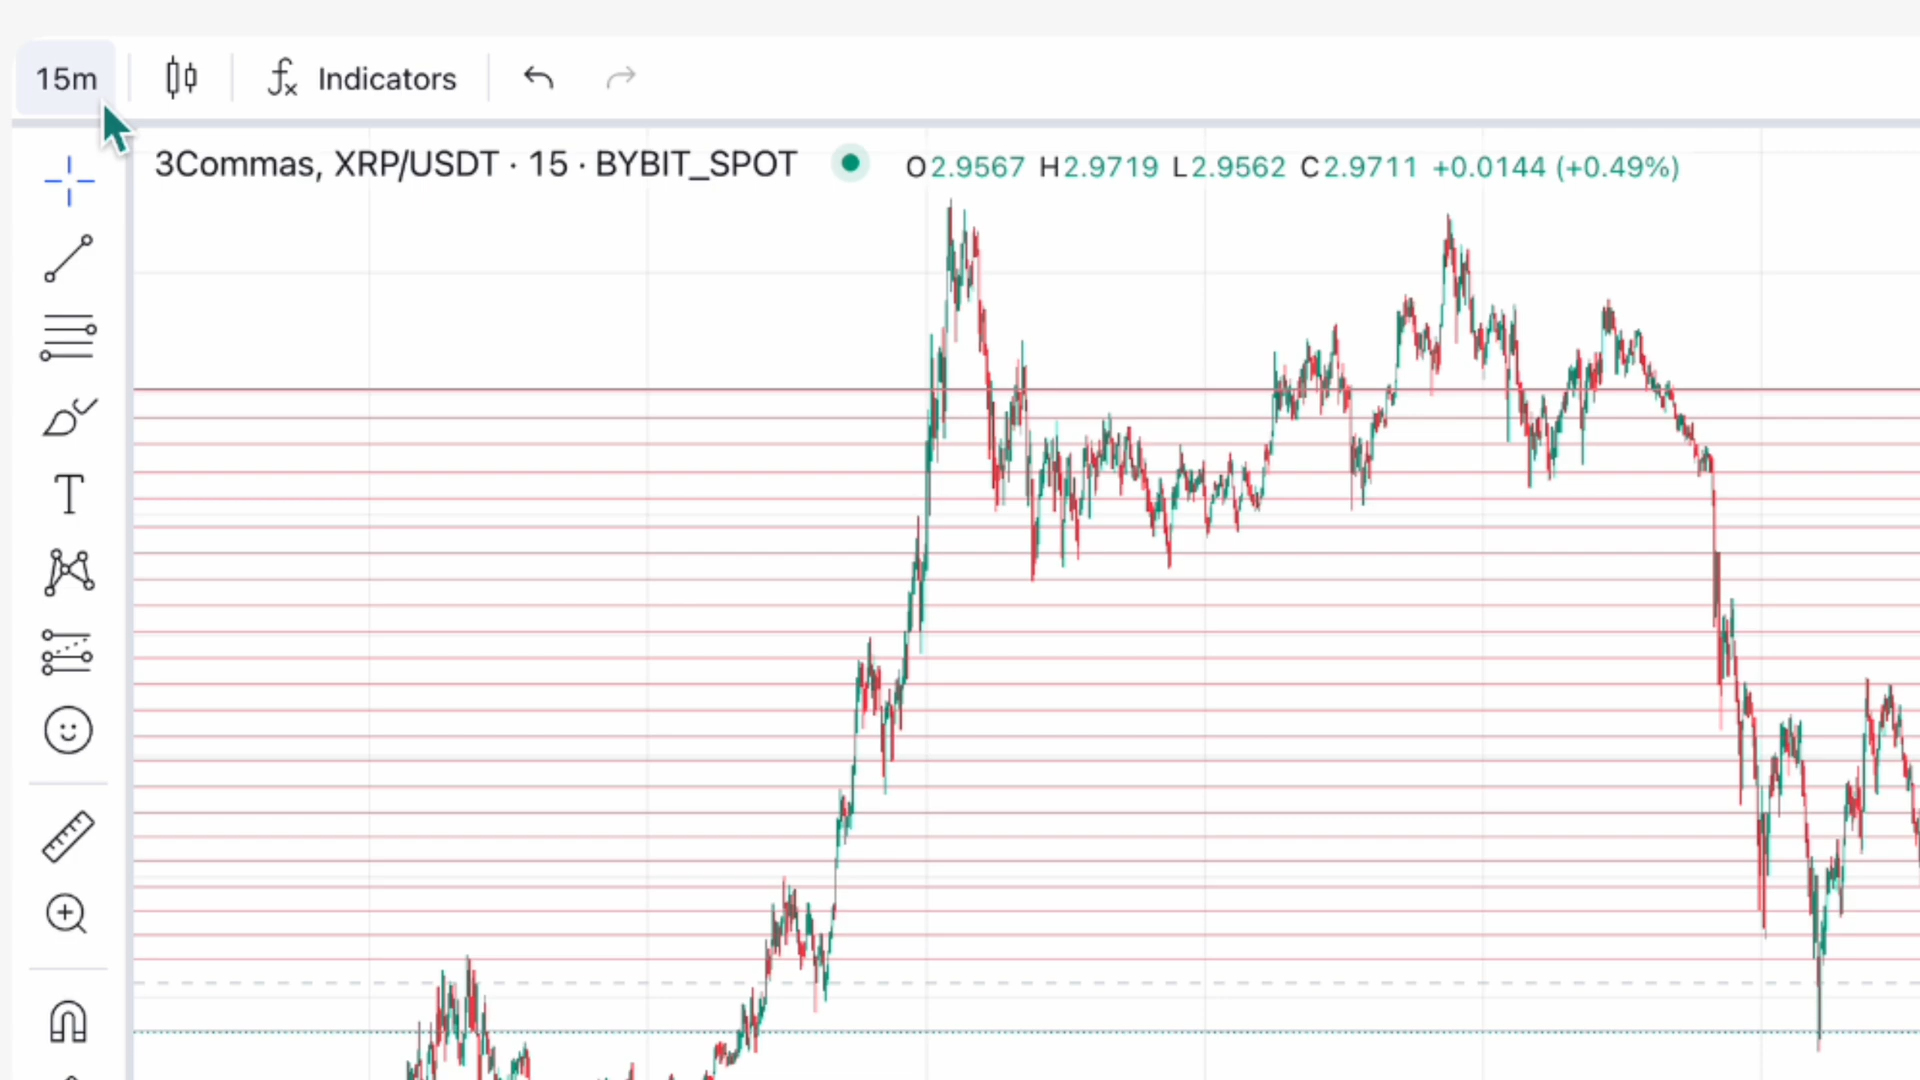 15m Indicators
3Commas, XRP/USDT · 15 · BYBIT_SPOT O2.9567 H2.9719 L2.9562 C2.9711 +0.0144 (+0.49%)
T